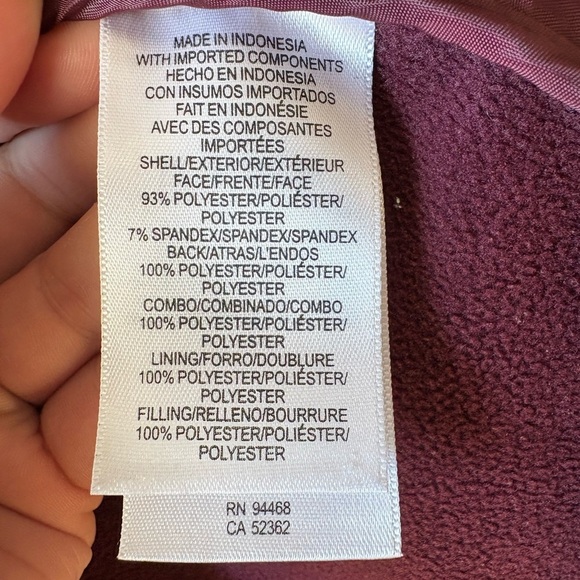 MADE IN INDONESIA
WITH IMPORTED COMPONENTS
HECHO EN INDONESIA
CON INSUMOS IMPORTADOS
FAIT EN INDONÉSIE
AVEC DES COMPOSANTES
IMPORTÉES
SHELL/EXTERIOR/EXTÉRIEUR
FACE/FRENTE/FACE
93% POLYESTER/POLIÉSTER/
POLYESTER
7% SPANDEX/SPANDEX/SPANDEX
BACK/ATRAS/L'ENDOS
100% POLYESTER/POLIÉSTER/
POLYESTER
COMBO/COMBINADO/COMBO
100% POLYESTER/POLIÉSTER/
POLYESTER
LINING/FORRO/DOUBLURE
100% POLYESTER/POLIÉSTER/
POLYESTER
FILLING/RELLENO/BOURRURE
100% POLYESTER/POLIÉSTER/
POLYESTER
RN 94468
CA 52362